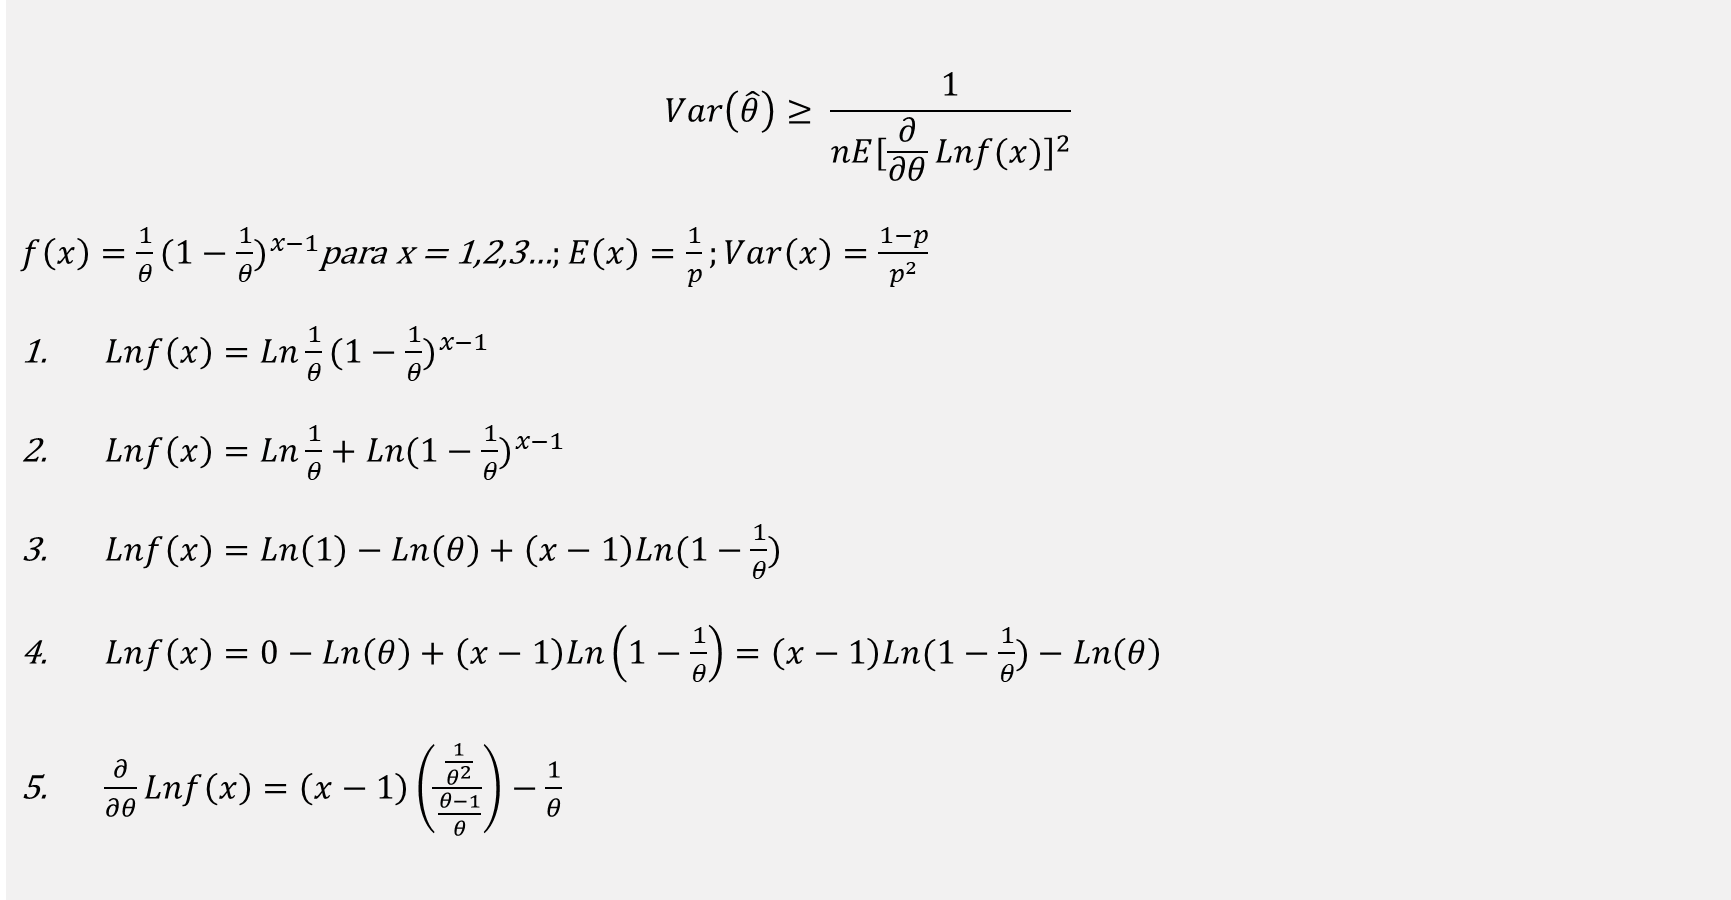 Var(θ̂) ≥ 1 / nE[∂/∂θ Lnf(x)]²
f(x) = 1/θ (1 − 1/θ)^(x−1) para x = 1,2,3...; E(x) = 1/p ; Var(x) = 1−p / p²
1. Lnf(x) = Ln 1/θ (1 − 1/θ)^(x−1)
2. Lnf(x) = Ln 1/θ + Ln(1 − 1/θ)^(x−1)
3. Lnf(x) = Ln(1) − Ln(θ) + (x − 1)Ln(1 − 1/θ)
4. Lnf(x) = 0 − Ln(θ) + (x − 1)Ln(1 − 1/θ) = (x − 1)Ln(1 − 1/θ) − Ln(θ)
5. ∂/∂θ Lnf(x) = (x − 1)((1/θ²)/((θ−1)/θ)) − 1/θ